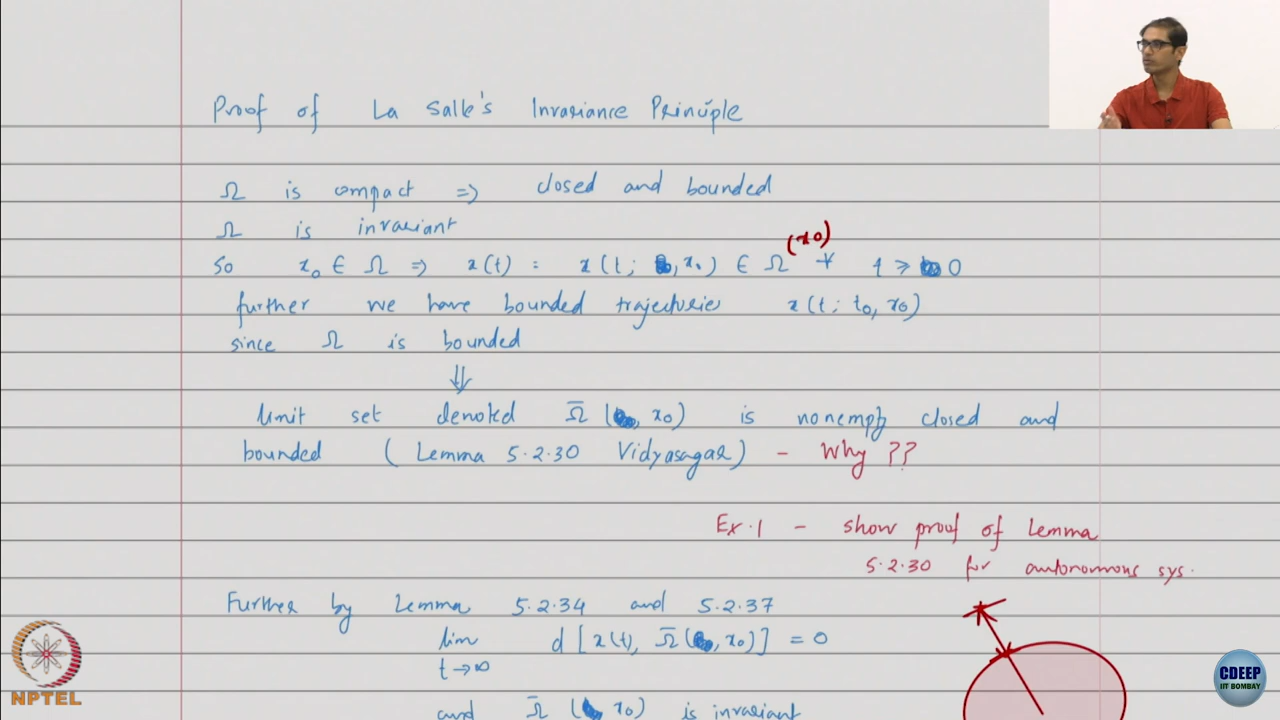 Proof of La Salle's Invariance Principle
Ω is compact => closed and bounded
Ω is invariant
(x0)
So x₀ ∈ Ω => x(t) = x(t; , x₀) ∈ Ω ∀ t ≥ 0
further we have bounded trajectories x(t; t0, x0)
since Ω is bounded
⇓
limit set denoted Ω̄ ( , x0) is nonempty closed and
bounded ( Lemma 5.2.30 Vidyasagar) - Why ??
Ex.1 - show proof of Lemma
5.2.30 for autonomous sys.
Further by Lemma 5.2.34 and 5.2.37
lim d [x(t), Ω̄ ( , x0)] = 0
t→∞
and Ω̄ ( , x0) is invariant
NPTEL
CDEEP
IIT BOMBAY